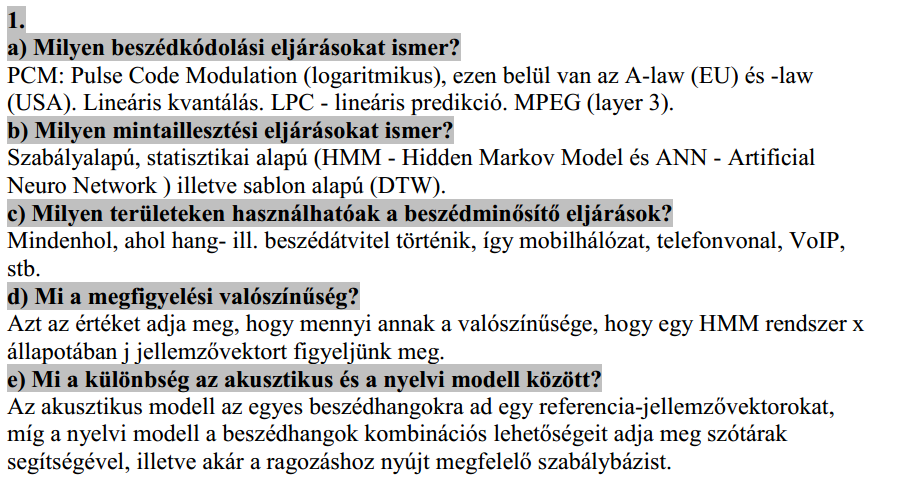 1.
a) Milyen beszédkódolási eljárásokat ismer?
PCM: Pulse Code Modulation (logaritmikus), ezen belül van az A-law (EU) és -law
(USA). Lineáris kvantálás. LPC - lineáris predikció. MPEG (layer 3).
b) Milyen mintaillesztési eljárásokat ismer?
Szabályalapú, statisztikai alapú (HMM - Hidden Markov Model és ANN - Artificial
Neuro Network ) illetve sablon alapú (DTW).
c) Milyen területeken használhatóak a beszédminősítő eljárások?
Mindenhol, ahol hang- ill. beszédátvitel történik, így mobilhálózat, telefonvonal, VoIP,
stb.
d) Mi a megfigyelési valószínűség?
Azt az értéket adja meg, hogy mennyi annak a valószínűsége, hogy egy HMM rendszer x
állapotában j jellemzővektort figyeljünk meg.
e) Mi a különbség az akusztikus és a nyelvi modell között?
Az akusztikus modell az egyes beszédhangokra ad egy referencia-jellemzővektorokat,
míg a nyelvi modell a beszédhangok kombinációs lehetőségeit adja meg szótárak
segítségével, illetve akár a ragozáshoz nyújt megfelelő szabálybázist.